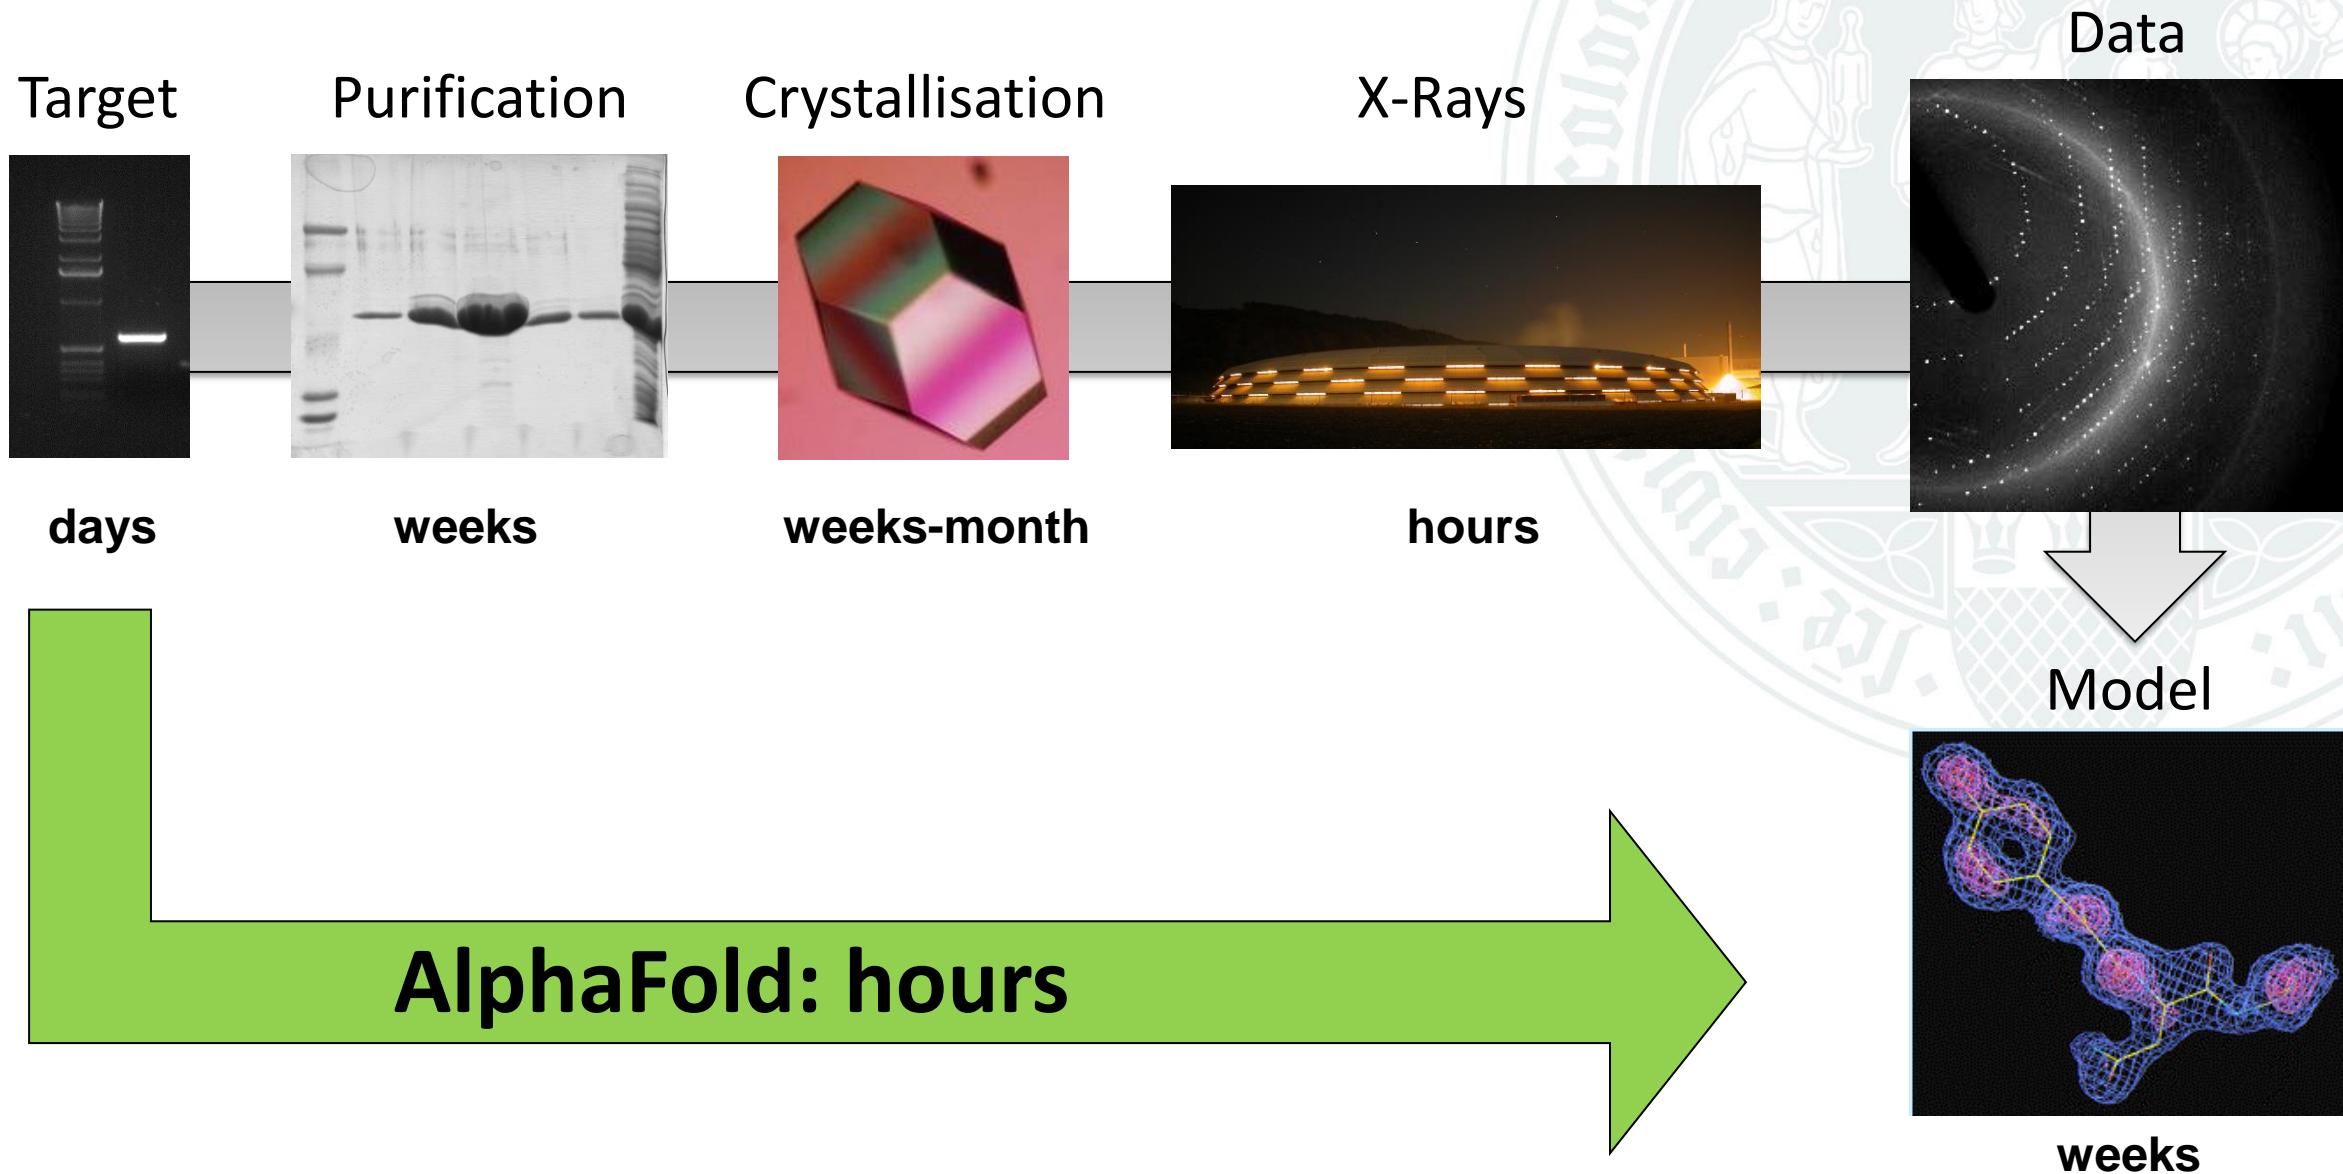 Target
Purification
Crystallisation
X-Rays
Data
days
weeks
weeks-month
hours
Model
AlphaFold: hours
weeks